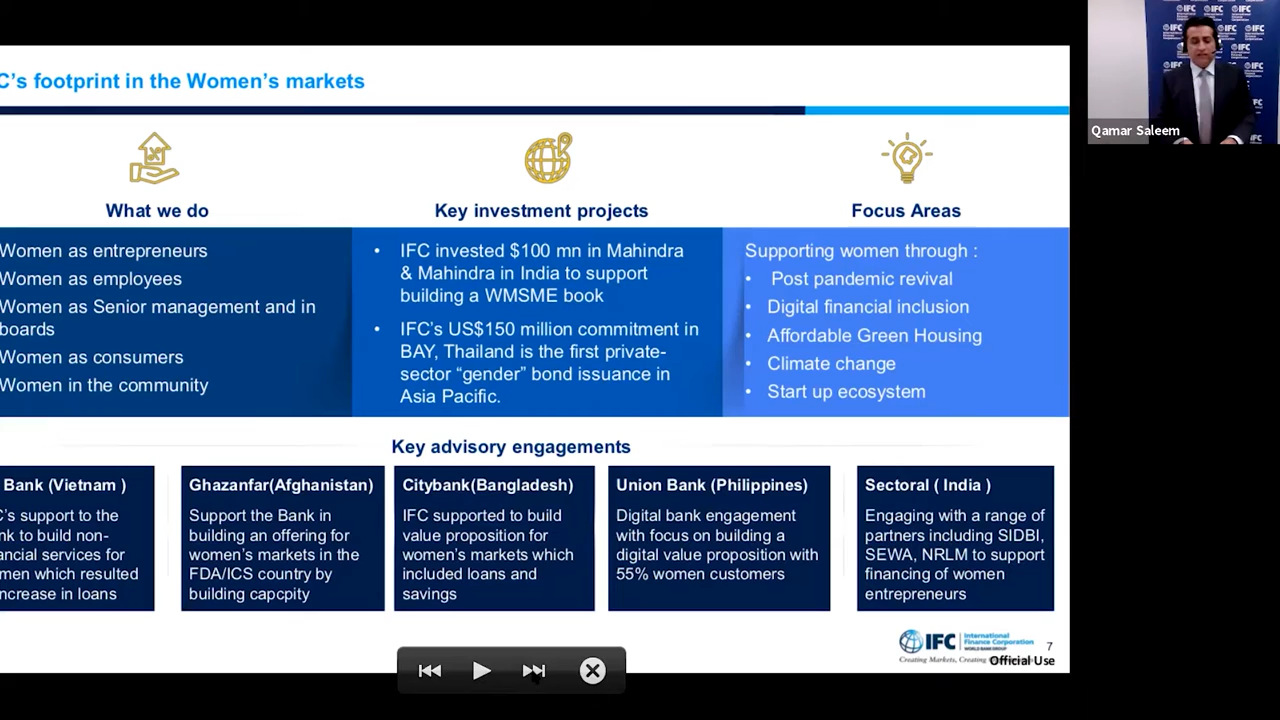 C's footprint in the Women's markets
Qamar Saleem
What we do
Key investment projects
Focus Areas
Women as entrepreneurs
Women as employees
Women as Senior management and in
boards
Women as consumers
Women in the community
• IFC invested $100 mn in Mahindra
& Mahindra in India to support
building a WMSME book
• IFC's US$150 million commitment in
BAY, Thailand is the first private-
sector “gender” bond issuance in
Asia Pacific.
Supporting women through :
• Post pandemic revival
• Digital financial inclusion
• Affordable Green Housing
• Climate change
• Start up ecosystem
Key advisory engagements
Bank (Vietnam )
C's support to the
nk to build non-
ancial services for
men which resulted
ncrease in loans
Ghazanfar(Afghanistan)
Support the Bank in
building an offering for
women's markets in the
FDA/ICS country by
building capcpity
Citybank(Bangladesh)
IFC supported to build
value proposition for
women's markets which
included loans and
savings
Union Bank (Philippines)
Digital bank engagement
with focus on building a
digital value proposition with
55% women customers
Sectoral ( India )
Engaging with a range of
partners including SIDBI,
SEWA, NRLM to support
financing of women
entrepreneurs
IFC International
Finance Corporation
WORLD BANK GROUP
Creating Markets, Creating
7
Official Use